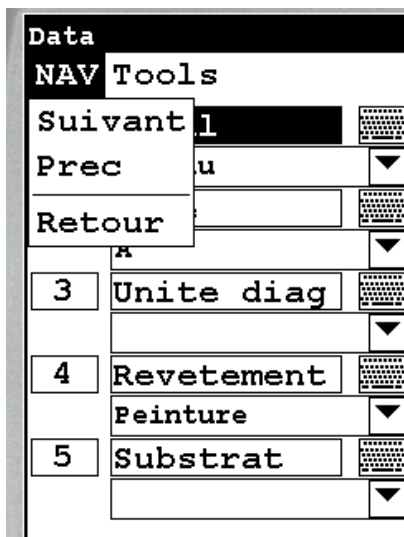 Data
NAV Tools
Suivant
Prec
Retour
A
3 Unite diag
4 Revetement
Peinture
5 Substrat